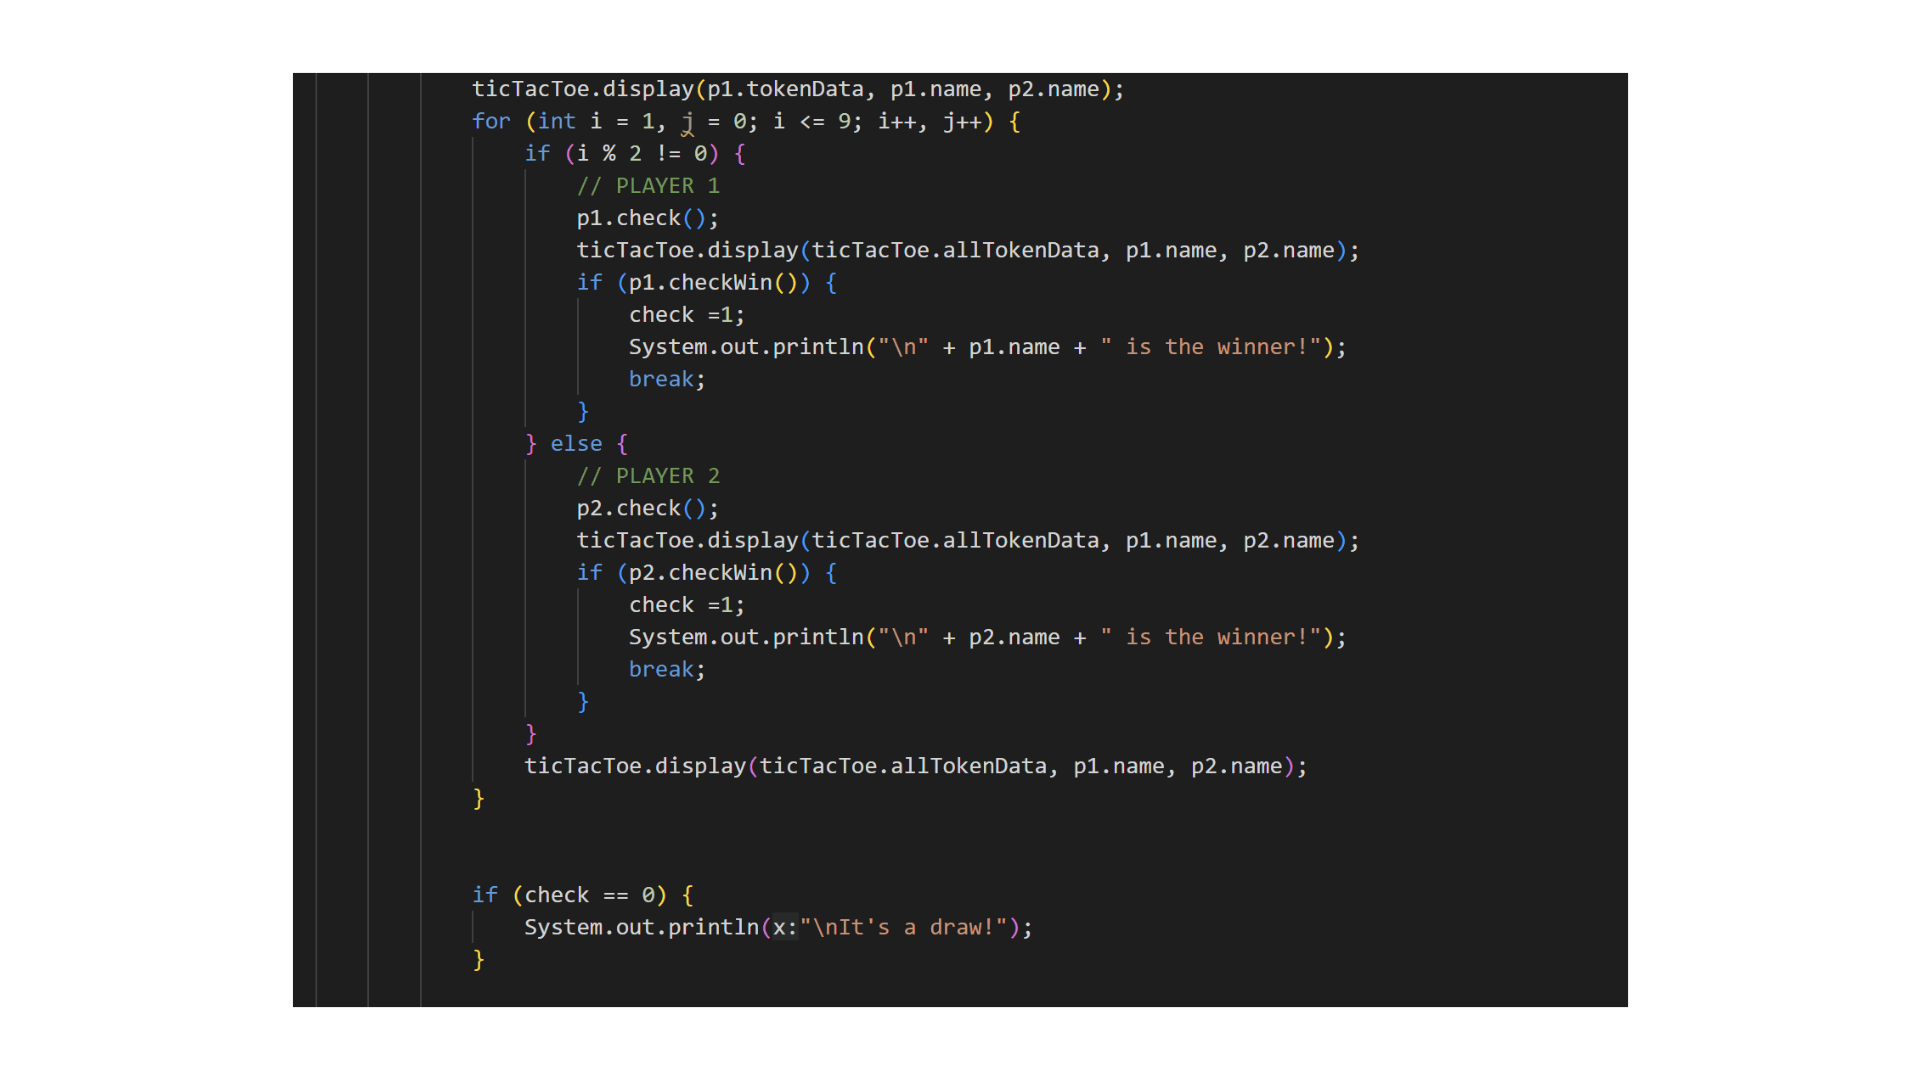 ticTacToe.display(p1.tokenData, p1.name, p2.name);
for (int i = 1, j = 0; i <= 9; i++, j++) {
if (i % 2 != 0) {
// PLAYER 1
p1.check();
ticTacToe.display(ticTacToe.allTokenData, p1.name, p2.name);
if (p1.checkWin()) {
check =1;
System.out.println("\n" + p1.name + " is the winner!");
break;
}
} else {
// PLAYER 2
p2.check();
ticTacToe.display(ticTacToe.allTokenData, p1.name, p2.name);
if (p2.checkWin()) {
check =1;
System.out.println("\n" + p2.name + " is the winner!");
break;
}
}
ticTacToe.display(ticTacToe.allTokenData, p1.name, p2.name);
}
if (check == 0) {
System.out.println(x:"\nIt's a draw!");
}